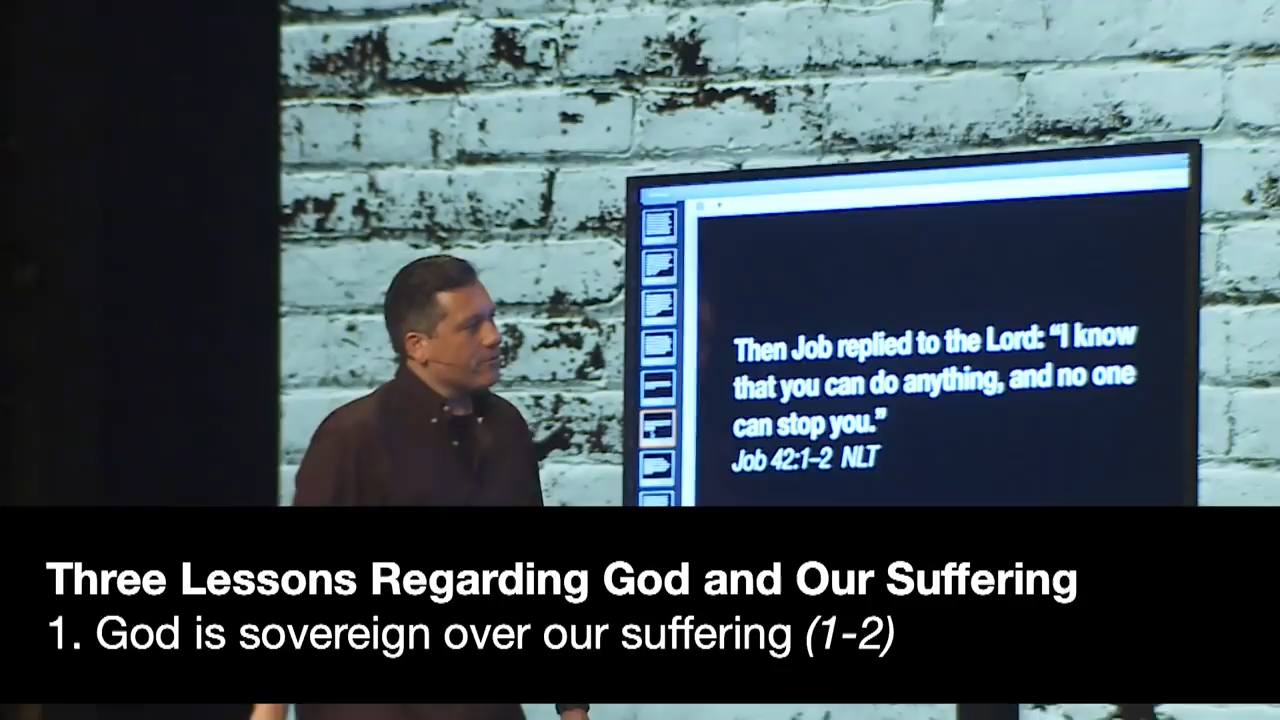 Then Job replied to the Lord: “I know
that you can do anything, and no one
can stop you.”
Job 42:1–2 NLT
Three Lessons Regarding God and Our Suffering
1. God is sovereign over our suffering (1-2)